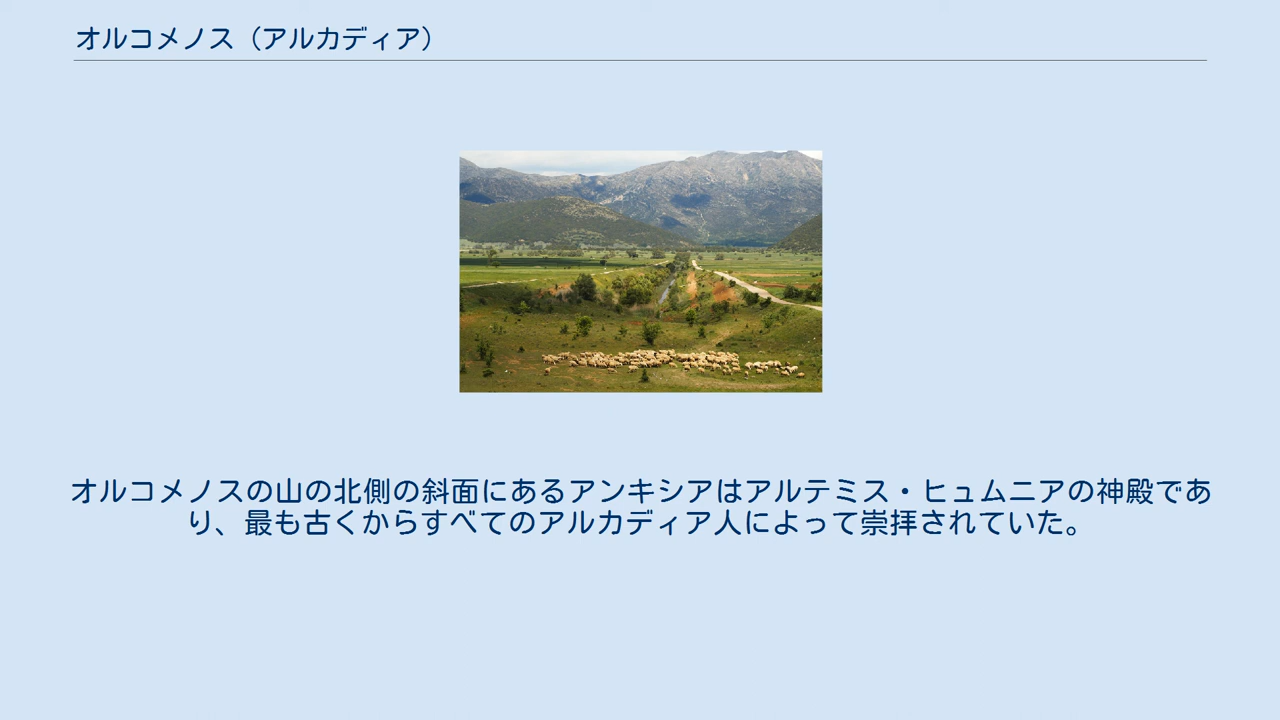 オルコメノス（アルカディア）
オルコメノスの山の北側の斜面にあるアンキシアはアルテミス・ヒュムニアの神殿であ
り、最も古くからすべてのアルカディア人によって崇拝されていた。